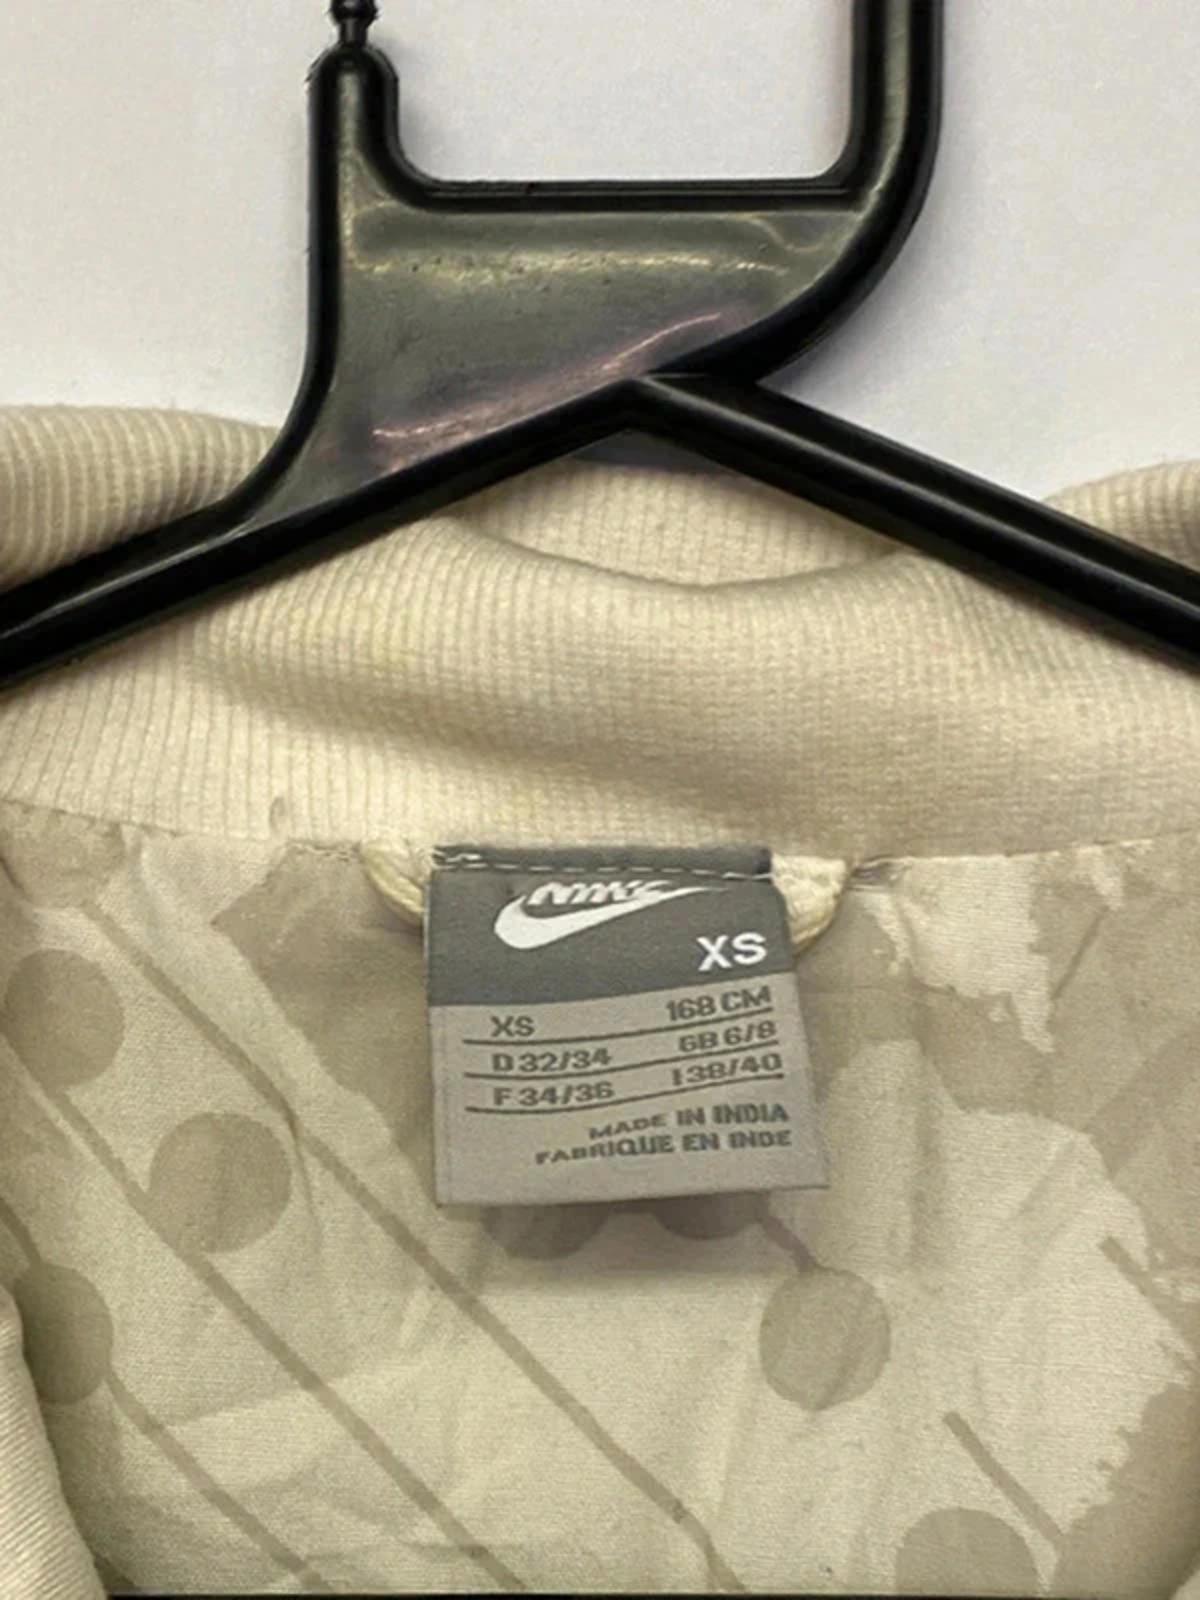 NIKE
XS
XS 168 CM
D 32/34 GB 6/8
F 34/36 I 38/40
MADE IN INDIA
FABRIQUE EN INDE